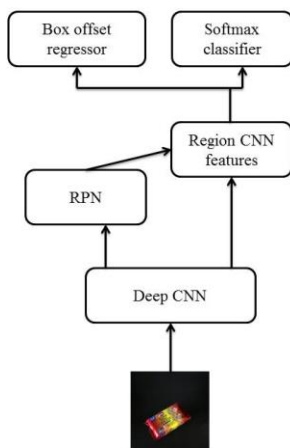 Box offset
regressor
Softmax
classifier
Region CNN
features
RPN
Deep CNN